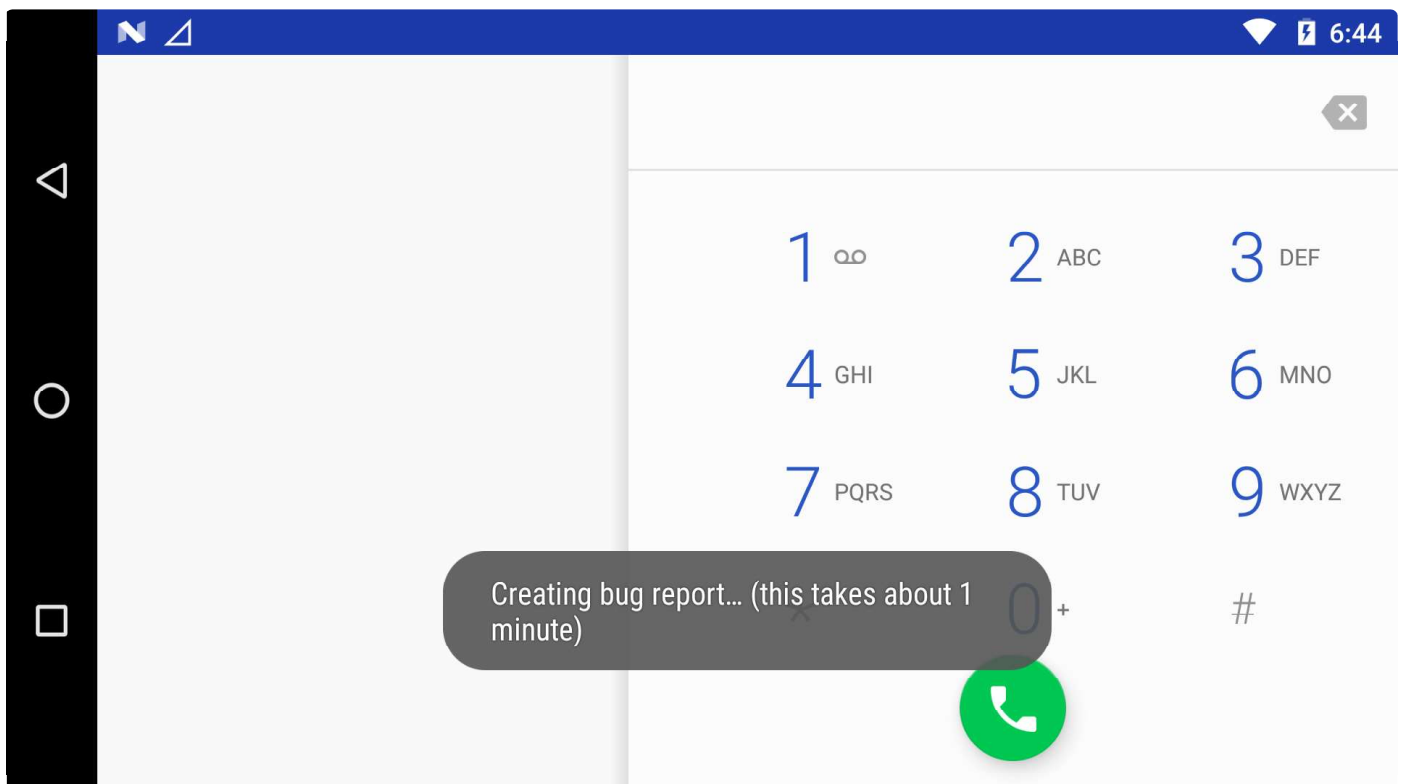 6:44
1
2 ABC
3 DEF
4 GHI
5 JKL
6 MNO
7 PQRS
8 TUV
9 WXYZ
*
0 +
#
Creating bug report… (this takes about 1
minute)